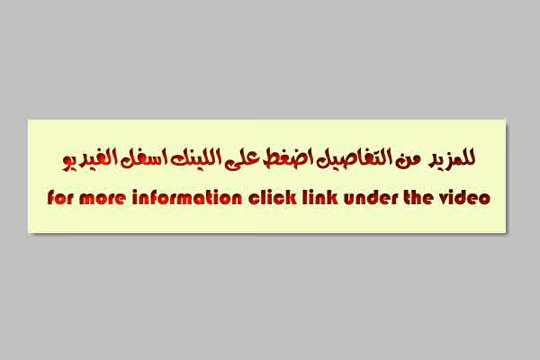 للمزيد من التفاصيل اضغط على اللينك اسفل الفيديو
for more information click link under the video